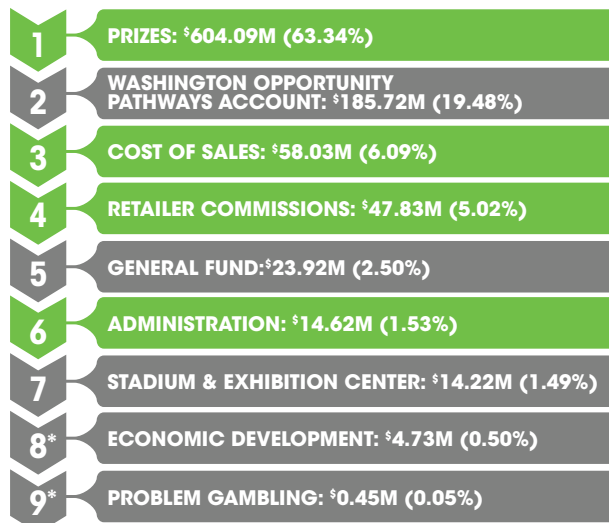 1
PRIZES: $604.09M (63.34%)
2
WASHINGTON OPPORTUNITY
PATHWAYS ACCOUNT: $185.72M (19.48%)
3
COST OF SALES: $58.03M (6.09%)
4
RETAILER COMMISSIONS: $47.83M (5.02%)
5
GENERAL FUND:$23.92M (2.50%)
6
ADMINISTRATION: $14.62M (1.53%)
7
STADIUM & EXHIBITION CENTER: $14.22M (1.49%)
8*
ECONOMIC DEVELOPMENT: $4.73M (0.50%)
9*
PROBLEM GAMBLING: $0.45M (0.05%)